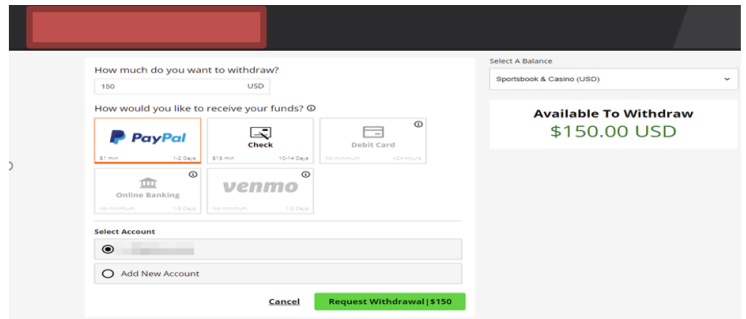 How much do you want to withdraw?
150 USD
How would you like to receive your funds?
PayPal
$1 min 1-2 Days
Check
$15 min 10-14 Days
Debit Card
No minimum <24 Hours
Online Banking
No minimum 1-5 Days
venmo
No minimum 1-5 Days
Select Account
Add New Account
Cancel
Request Withdrawal|$150
Select A Balance
Sportsbook & Casino (USD)
Available To Withdraw
$150.00 USD